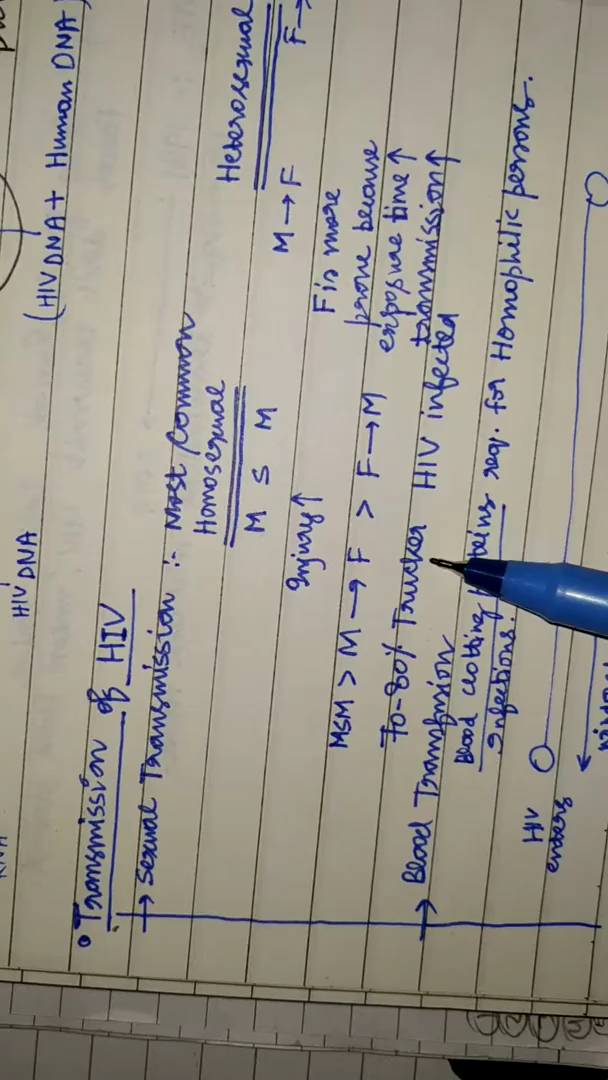 (HIV DNA + Human DNA)
HIV DNA
Transmission of HIV
→ Sexual Transmission :- Most Common
Homosexual
Heterosexual
M S M
M → F
F →
Injury ↑
F is more
prone because
exposure time ↑
transmission ↑
MSM > M → F > F → M
70-80% Trucker HIV infected
→ Blood Transfusion
Blood clotting req. for Homophilic persons.
Infections.
HIV
enters